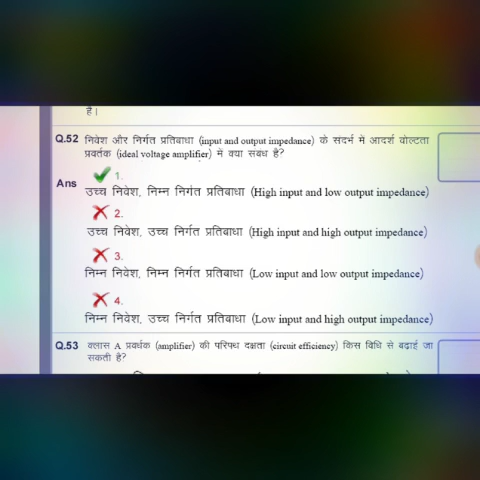 है।
Q.52 निवेश और निर्गत प्रतिबाधा (input and output impedance) के संदर्भ में आदर्श वोल्टता
प्रवर्तक (ideal voltage amplifier) में क्या संबंध है?
Ans 1.
उच्च निवेश, निम्न निर्गत प्रतिबाधा (High input and low output impedance)
2.
उच्च निवेश, उच्च निर्गत प्रतिबाधा (High input and high output impedance)
3.
निम्न निवेश, निम्न निर्गत प्रतिबाधा (Low input and low output impedance)
4.
निम्न निवेश, उच्च निर्गत प्रतिबाधा (Low input and high output impedance)
Q.53 क्लास A प्रवर्धक (amplifier) की परिपथ दक्षता (circuit efficiency) किस विधि से बढ़ाई जा
सकती है?